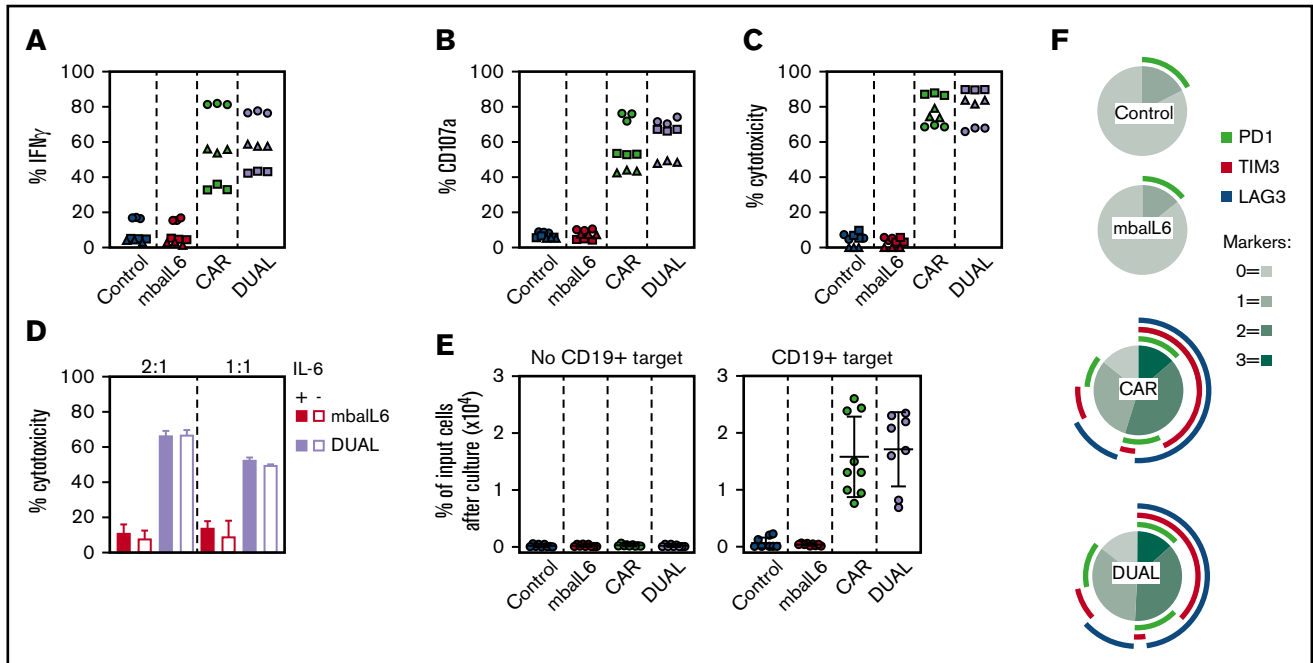 A
% IFNγ
100
80
60
40
20
0
Control
mbaIL6
CAR
DUAL
B
% CD107a
100
80
60
40
20
0
Control
mbaIL6
CAR
DUAL
C
% cytotoxicity
100
80
60
40
20
0
Control
mbaIL6
CAR
DUAL
D
% cytotoxicity
100
80
60
40
20
0
2:1
1:1
IL-6
+ -
mbaIL6
DUAL
E
% of input cells
after culture (x10⁴)
No CD19+ target
3
2
1
0
Control
mbaIL6
CAR
DUAL
CD19+ target
3
2
1
0
Control
mbaIL6
CAR
DUAL
F
Control
mbaIL6
CAR
DUAL
PD1
TIM3
LAG3
Markers:
0=
1=
2=
3=